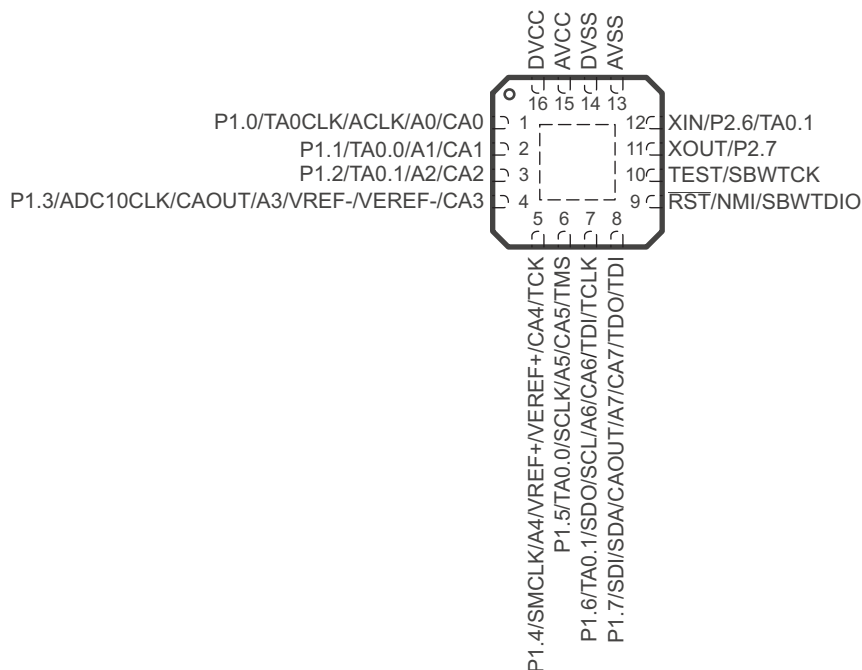 DVCC
AVCC
DVSS
AVSS
16 15 14 13
P1.0/TA0CLK/ACLK/A0/CA0 1
12 XIN/P2.6/TA0.1
P1.1/TA0.0/A1/CA1 2
11 XOUT/P2.7
P1.2/TA0.1/A2/CA2 3
10 TEST/SBWTCK
P1.3/ADC10CLK/CAOUT/A3/VREF-/VEREF-/CA3 4
9 RST/NMI/SBWTDIO
5 6 7 8
P1.4/SMCLK/A4/VREF+/VEREF+/CA4/TCK
P1.5/TA0.0/SCLK/A5/CA5/TMS
P1.6/TA0.1/SDO/SCL/A6/CA6/TDI/TCLK
P1.7/SDI/SDA/CAOUT/A7/CA7/TDO/TDI